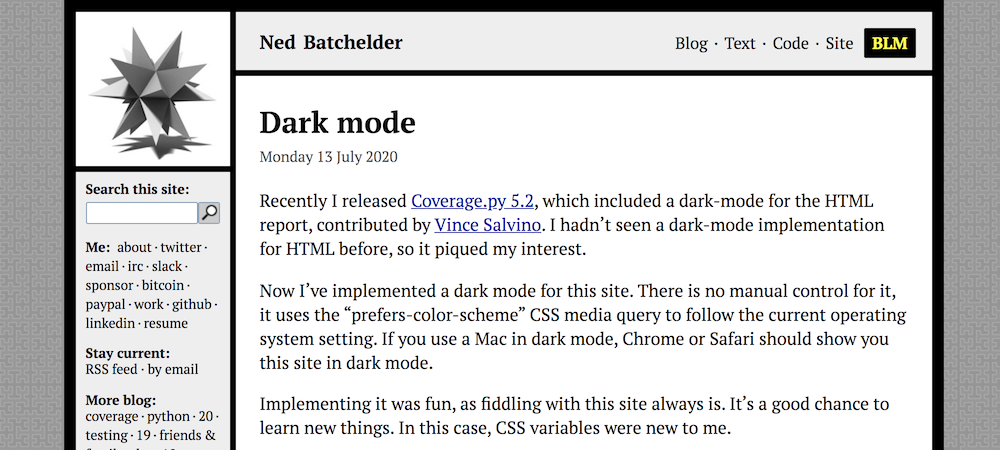 Ned Batchelder
Blog · Text · Code · Site BLM
Search this site:
Me: about · twitter ·
email · irc · slack ·
sponsor · bitcoin ·
paypal · work · github ·
linkedin · resume
Stay current:
RSS feed · by email
More blog:
coverage · python · 20 ·
testing · 19 · friends &
Dark mode
Monday 13 July 2020
Recently I released Coverage.py 5.2, which included a dark-mode for the HTML
report, contributed by Vince Salvino. I hadn’t seen a dark-mode implementation
for HTML before, so it piqued my interest.
Now I’ve implemented a dark mode for this site. There is no manual control for it,
it uses the “prefers-color-scheme” CSS media query to follow the current operating
system setting. If you use a Mac in dark mode, Chrome or Safari should show you
this site in dark mode.
Implementing it was fun, as fiddling with this site always is. It’s a good chance to
learn new things. In this case, CSS variables were new to me.